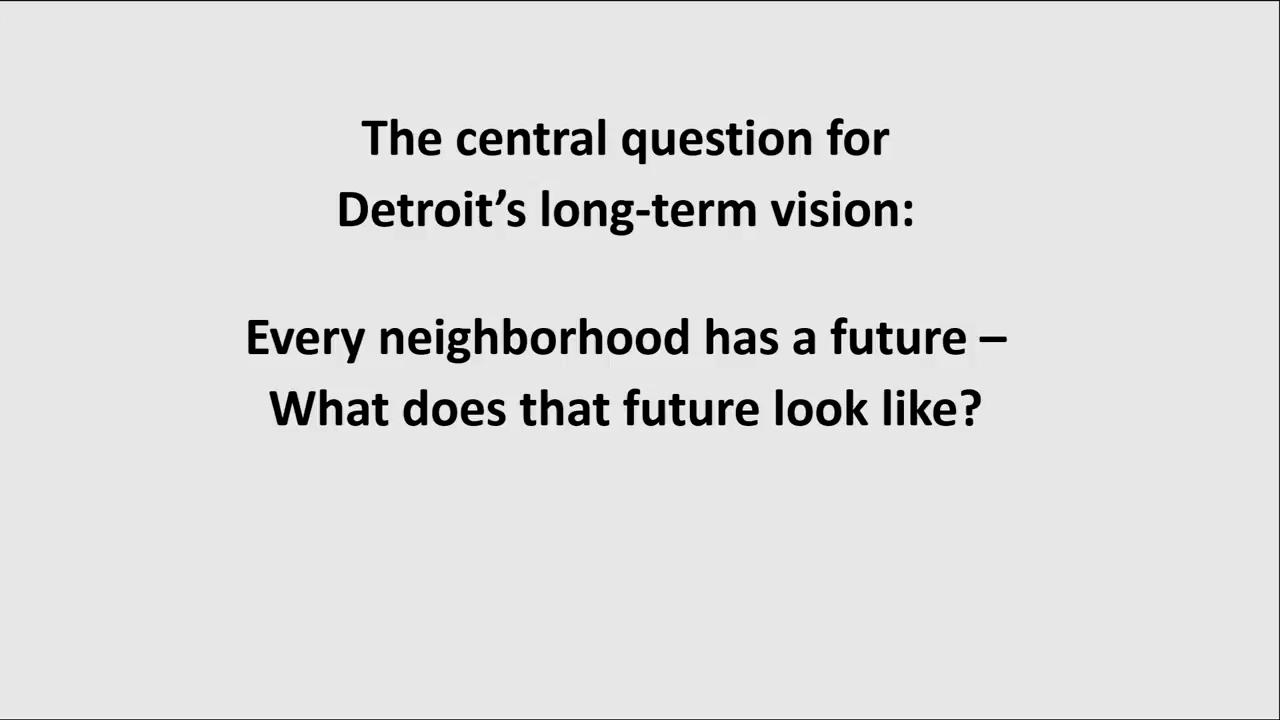 The central question for
Detroit’s long-term vision:
Every neighborhood has a future –
What does that future look like?